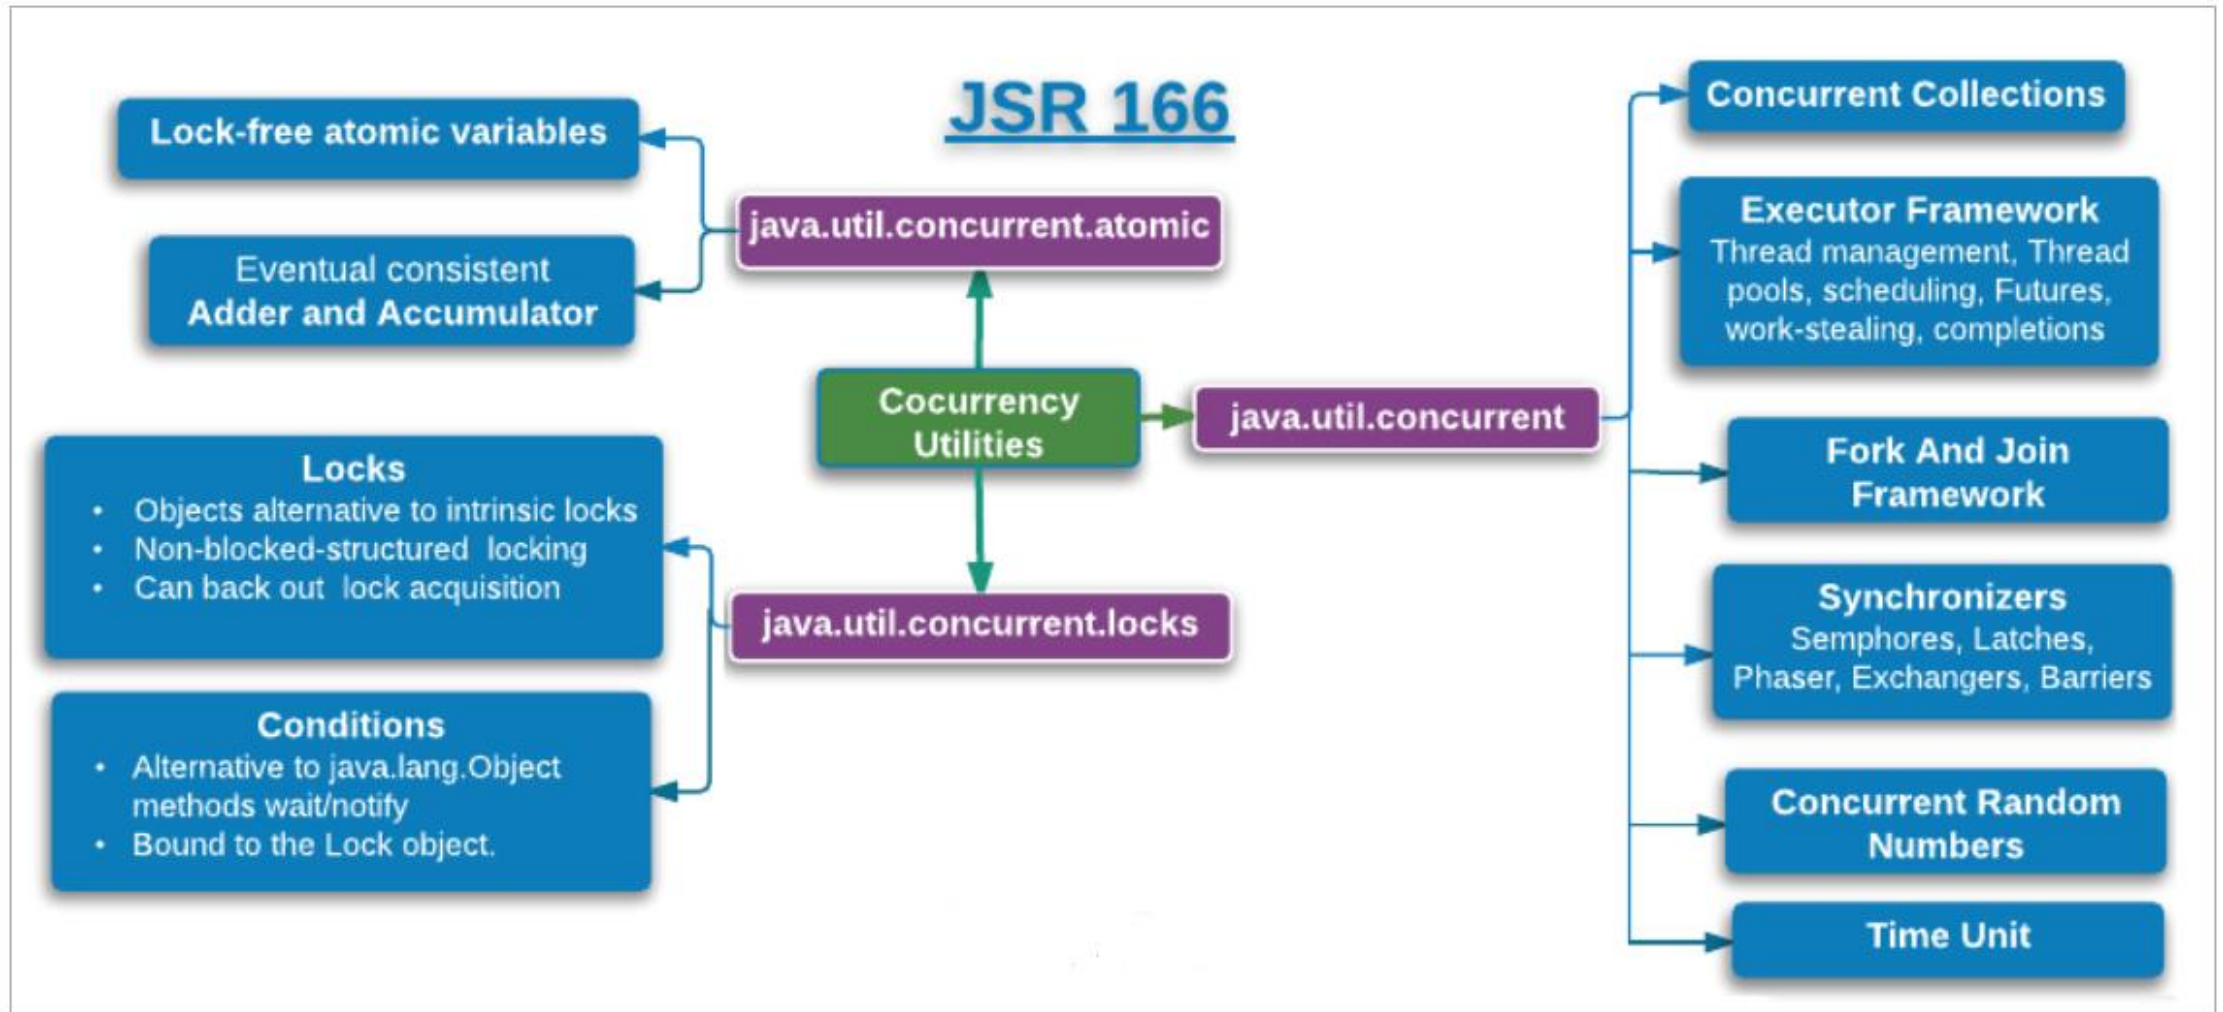 JSR 166
Lock-free atomic variables
Eventual consistent
Adder and Accumulator
java.util.concurrent.atomic
Cocurrency
Utilities
java.util.concurrent
java.util.concurrent.locks
Locks
• Objects alternative to intrinsic locks
• Non-blocked-structured locking
• Can back out lock acquisition
Conditions
• Alternative to java.lang.Object
methods wait/notify
• Bound to the Lock object.
Concurrent Collections
Executor Framework
Thread management, Thread
pools, scheduling, Futures,
work-stealing, completions
Fork And Join
Framework
Synchronizers
Semphores, Latches,
Phaser, Exchangers, Barriers
Concurrent Random
Numbers
Time Unit